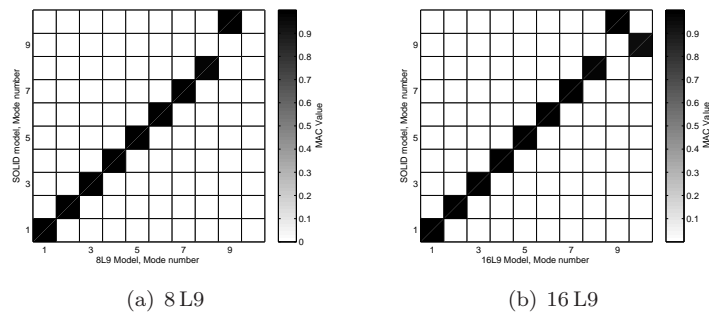 9
7
5
3
1
SOLID model, Mode number
1 3 5 7 9
8L9 Model, Mode number
0.9
0.8
0.7
0.6
0.5
0.4
0.3
0.2
0.1
0
MAC Value
(a) 8 L9
9
7
5
3
1
SOLID model, Mode number
1 3 5 7 9
16L9 Model, Mode number
0.9
0.8
0.7
0.6
0.5
0.4
0.3
0.2
0.1
MAC Value
(b) 16 L9